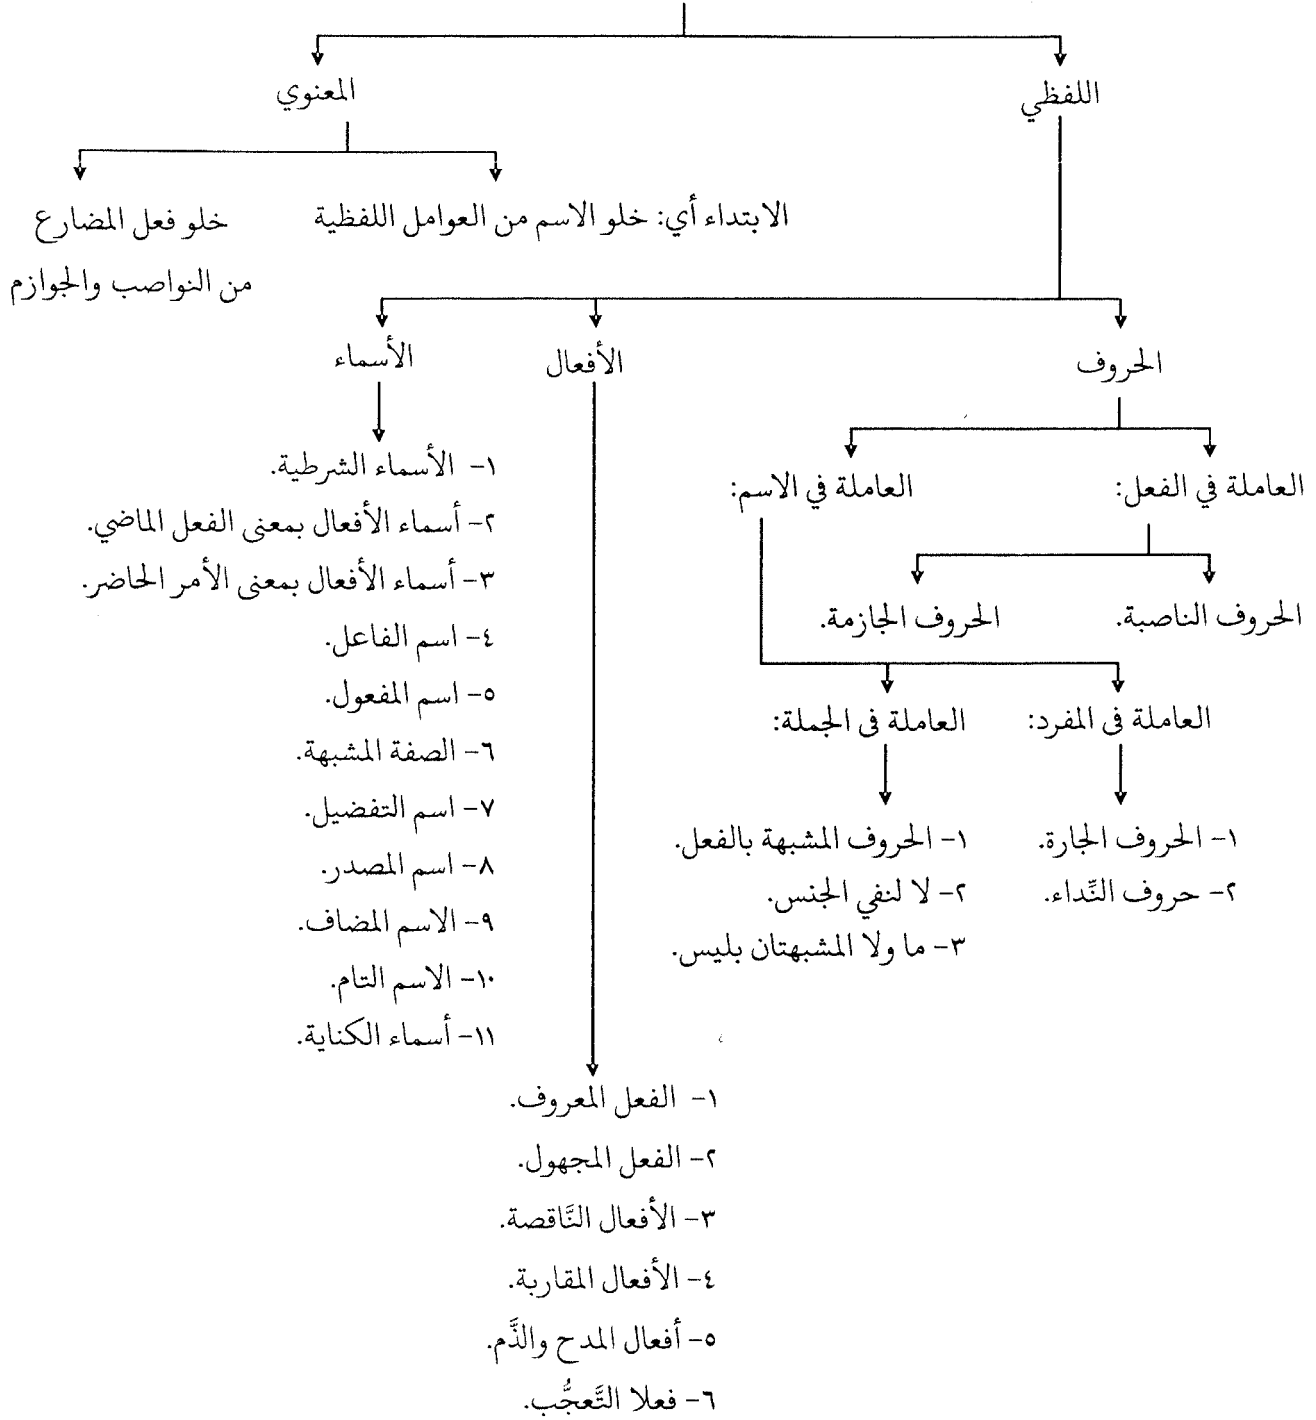 اللفظي
المعنوي
الابتداء أي: خلو الاسم من العوامل اللفظية
خلو فعل المضارع
من النواصب والجوازم
الحروف
الأفعال
الأسماء
العاملة في الفعل:
العاملة في الاسم:
الحروف الناصبة.
الحروف الجازمة.
العاملة في المفرد:
العاملة في الجملة:
١- الحروف الجارة.
٢- حروف النِّداء.
١- الحروف المشبهة بالفعل.
٢- لا لنفي الجنس.
٣- ما ولا المشبهتان بليس.
١- الفعل المعروف.
٢- الفعل المجهول.
٣- الأفعال النَّاقصة.
٤- الأفعال المقاربة.
٥- أفعال المدح والذَّم.
٦- فعلا التَّعجُّب.
١- الأسماء الشرطية.
٢- أسماء الأفعال بمعنى الفعل الماضي.
٣- أسماء الأفعال بمعنى الأمر الحاضر.
٤- اسم الفاعل.
٥- اسم المفعول.
٦- الصفة المشبهة.
٧- اسم التفضيل.
٨- اسم المصدر.
٩- الاسم المضاف.
١٠- الاسم التام.
١١- أسماء الكناية.